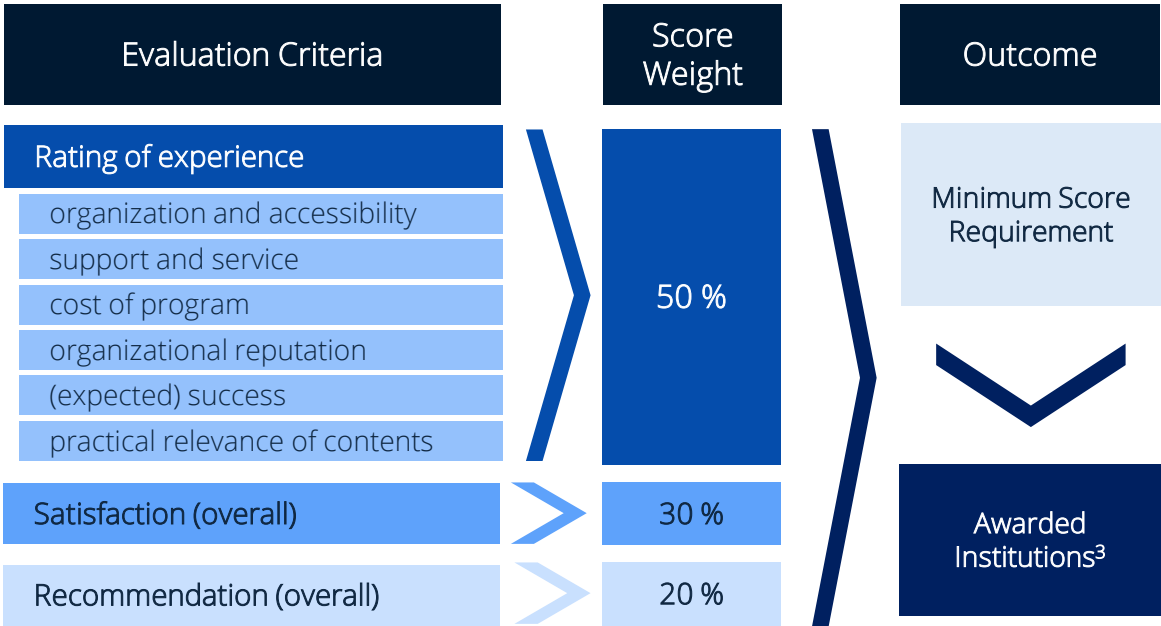 Evaluation Criteria
Score
Weight
Outcome
Rating of experience
organization and accessibility
support and service
cost of program
organizational reputation
(expected) success
practical relevance of contents
50 %
Satisfaction (overall)
30 %
Recommendation (overall)
20 %
Minimum Score
Requirement
Awarded
Institutions³